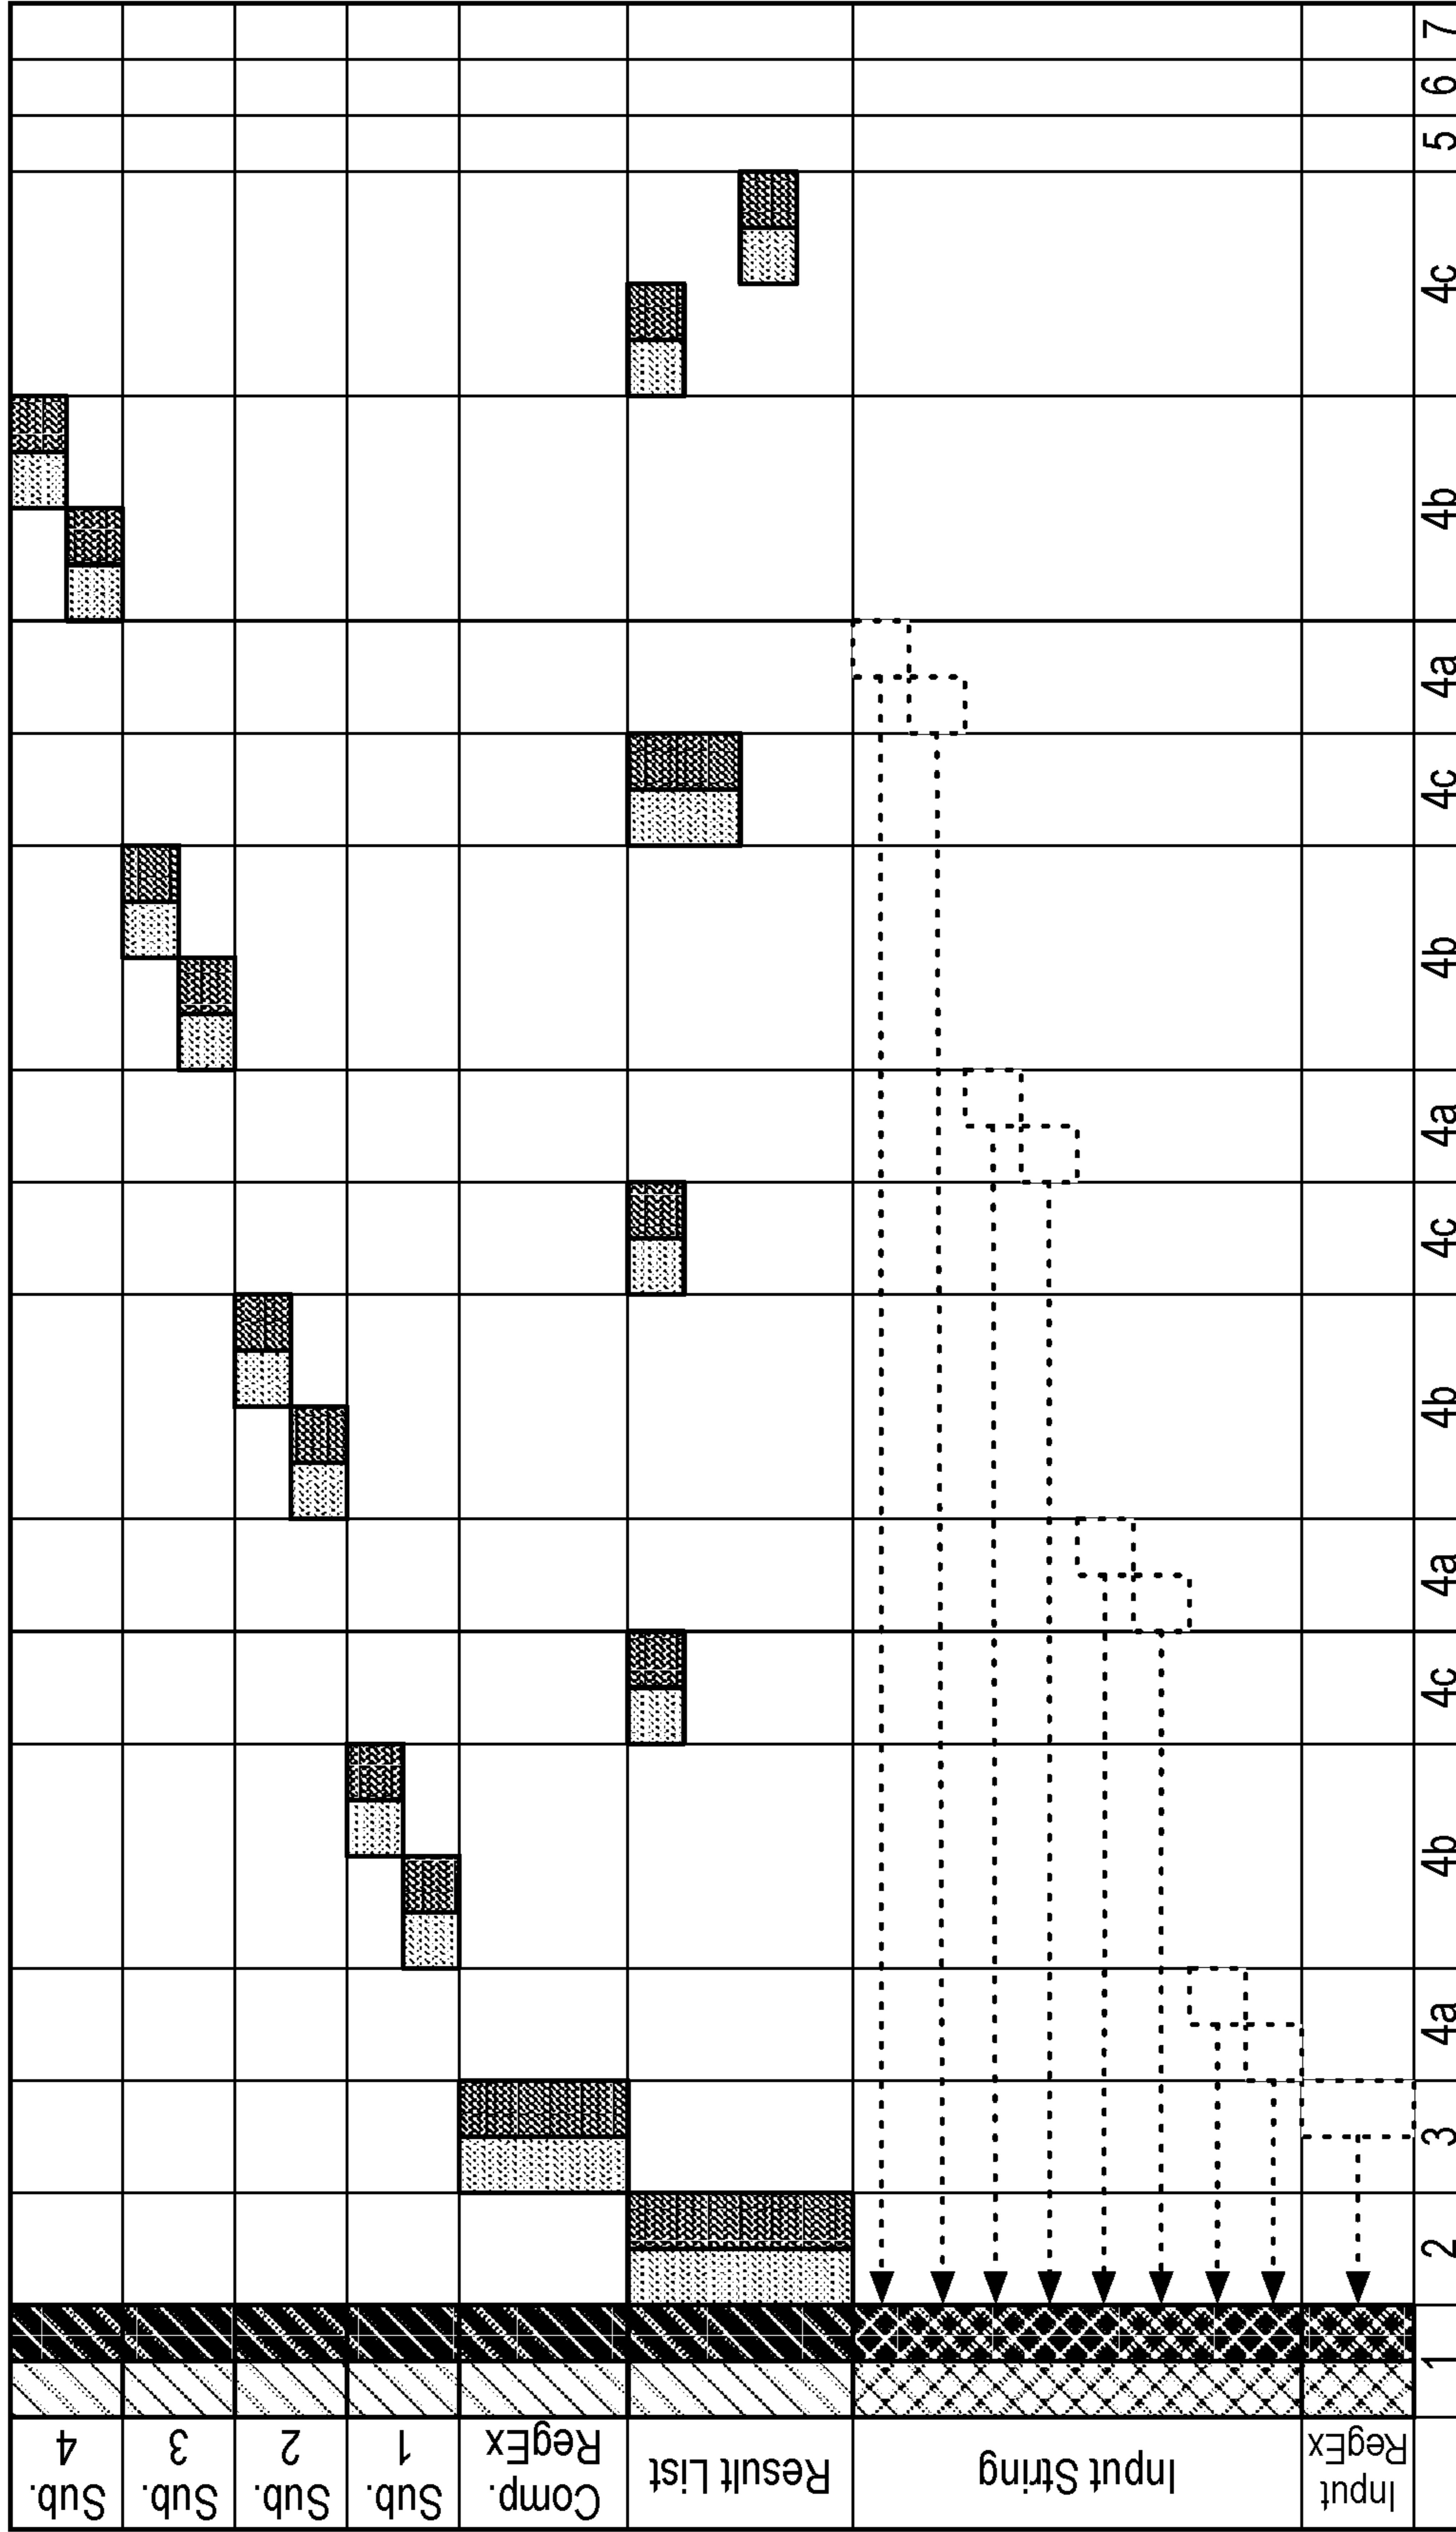 Input
RegEx
Input String
Result List
Comp.
RegEx
Sub.
1
Sub.
2
Sub.
3
Sub.
4
1
2
3
4a
4b
4c
4a
4b
4c
4a
4b
4c
4a
4b
4c
5
6
7